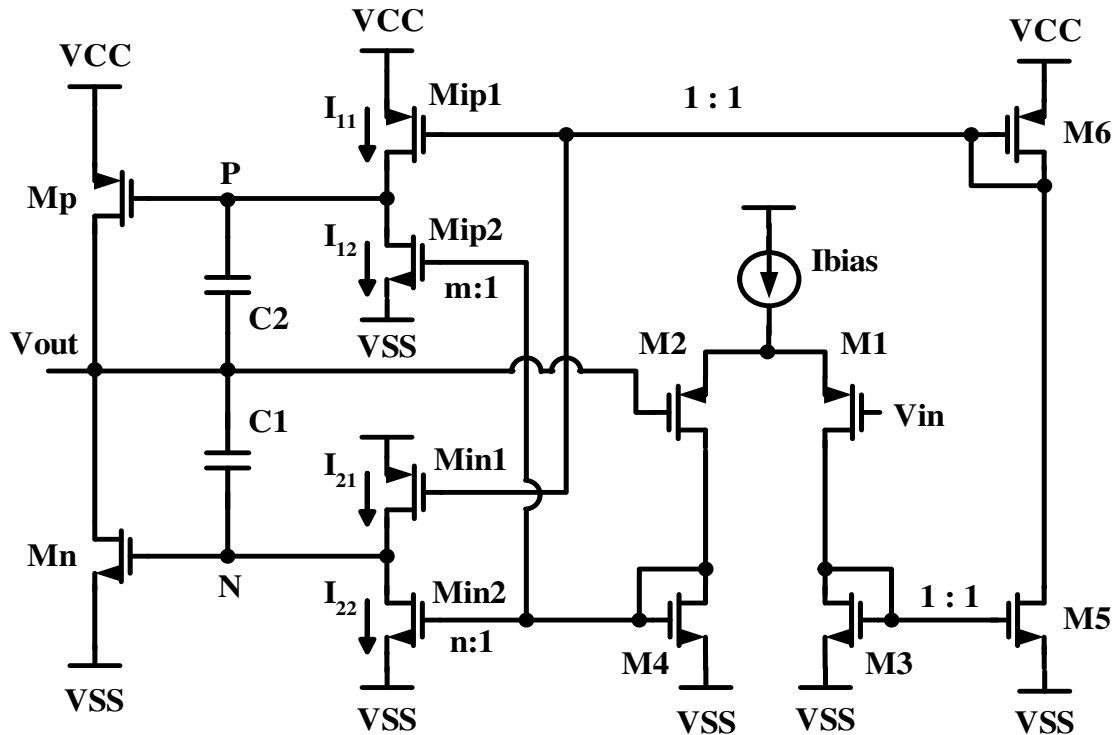 VCC
VCC
VCC
I11
Mip1
1 : 1
M6
Mp
P
I12
Mip2
m:1
Ibias
C2
VSS
Vout
M2
M1
C1
Vin
I21
Min1
Mn
N
I22
Min2
n:1
1 : 1
M5
M4
M3
VSS
VSS
VSS
VSS
VSS